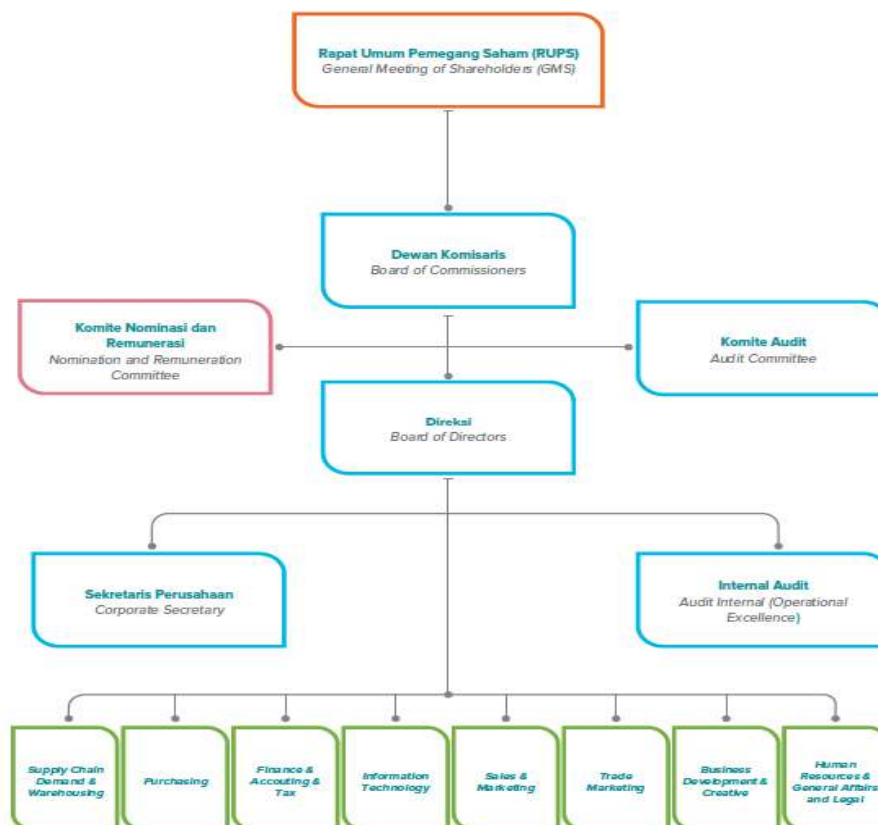 Rapat Umum Pemegang Saham (RUPS)
General Meeting of Shareholders (GMS)
Dewan Komisaris
Board of Commissioners
Komite Nominasi dan
Remunerasi
Nomination and Remuneration
Committee
Komite Audit
Audit Committee
Direksi
Board of Directors
Sekretaris Perusahaan
Corporate Secretary
Internal Audit
Audit Internal (Operational
Excellence)
Supply Chain
Demand &
Warehousing
Purchasing
Finance &
Accouting &
Tax
Information
Technology
Sales &
Marketing
Trade
Marketing
Business
Development &
Creative
Human
Resources &
General Affairs
and Legal